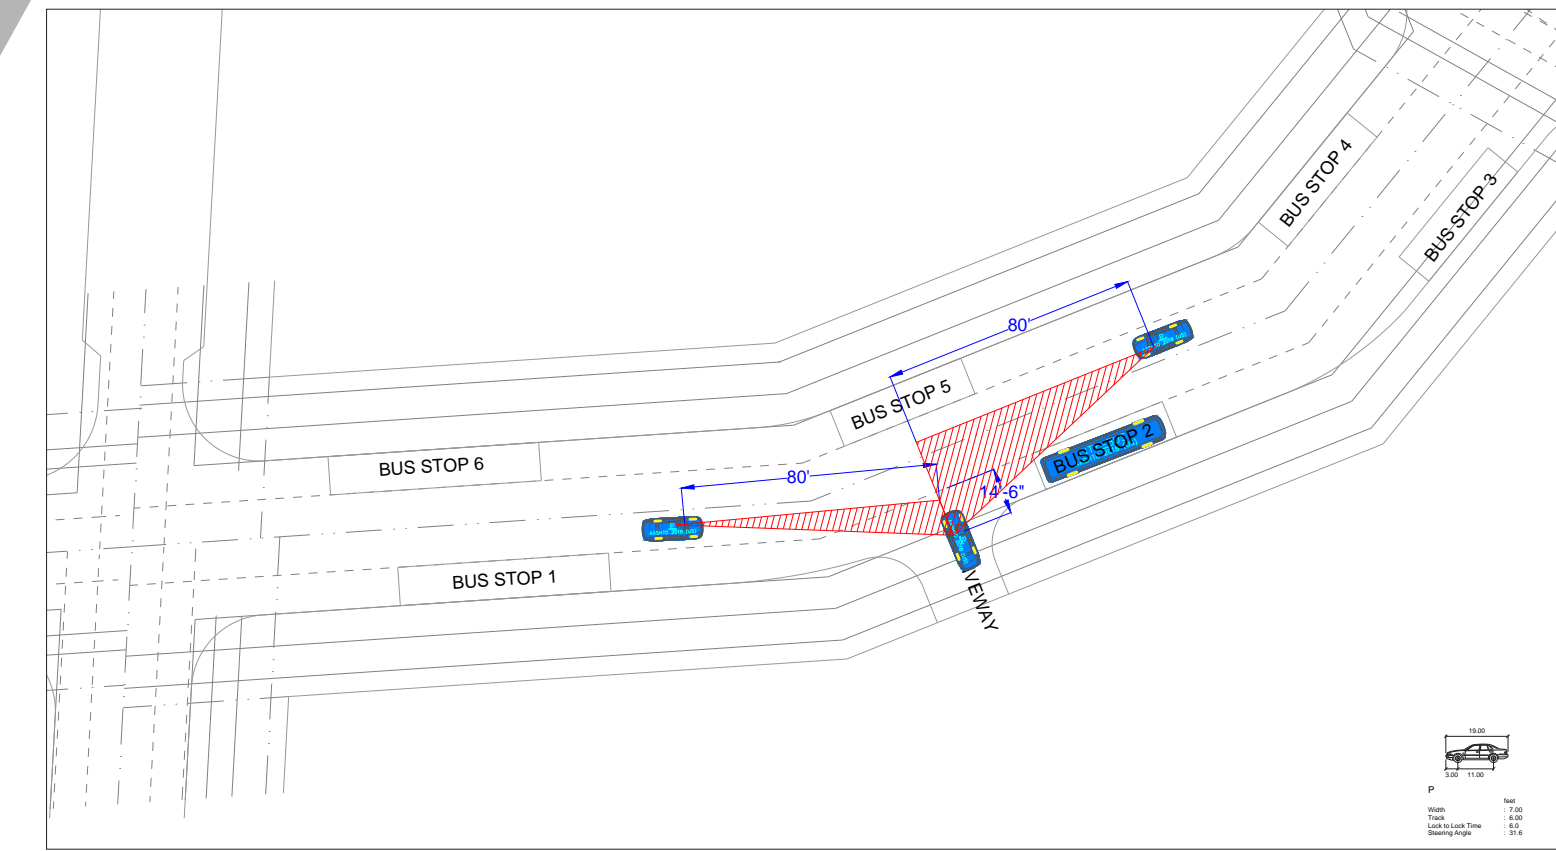 BUS STOP 4
BUS STOP 3
80'
BUS STOP 5
BUS STOP 2
BUS STOP 6
80'
14'-6"
BUS STOP 1
VEWAY
19.00
3.00 11.00
P
feet
Width : 7.00
Track : 6.00
Lock to Lock Time : 6.0
Steering Angle : 31.6